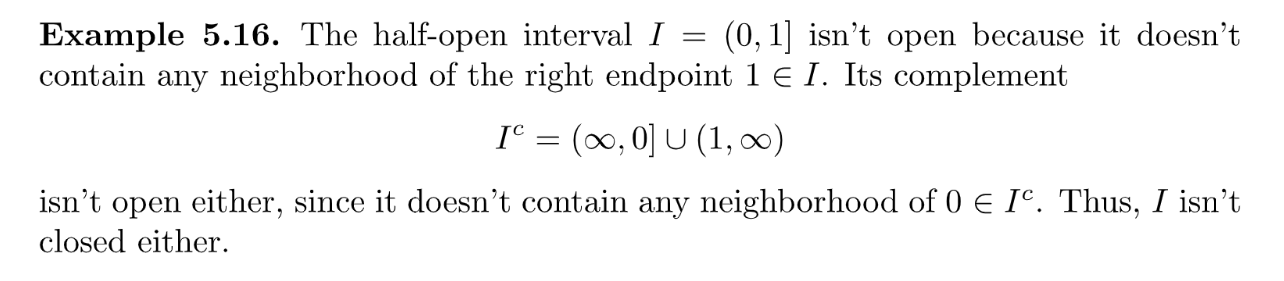 Example 5.16. The half-open interval I = (0, 1] isn't open because it doesn't
contain any neighborhood of the right endpoint 1 ∈ I. Its complement
Iᶜ = (∞, 0] ∪ (1, ∞)
isn't open either, since it doesn't contain any neighborhood of 0 ∈ Iᶜ. Thus, I isn't
closed either.